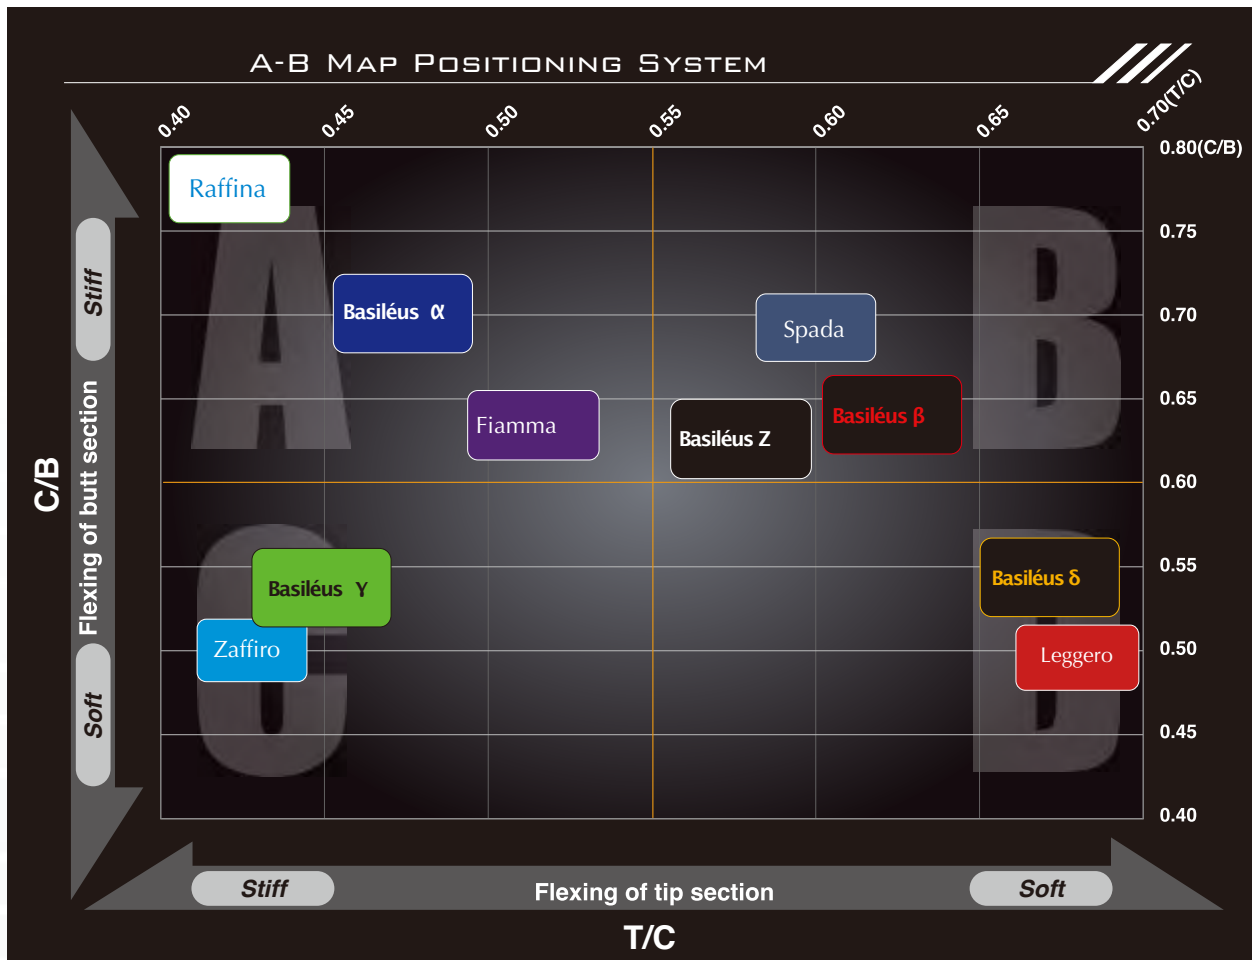 A-B MAP POSITIONING SYSTEM
0.40
0.45
0.50
0.55
0.60
0.65
0.70(T/C)
0.80(C/B)
Raffina
A
B
0.75
Stiff
Basiléus α
Spada
0.70
Fiamma
Basiléus Z
Basiléus β
0.65
C/B
Flexing of butt section
0.60
C
D
Basiléus γ
Basiléus δ
0.55
Zaffiro
Leggero
0.50
Soft
0.45
0.40
Stiff
Flexing of tip section
Soft
T/C